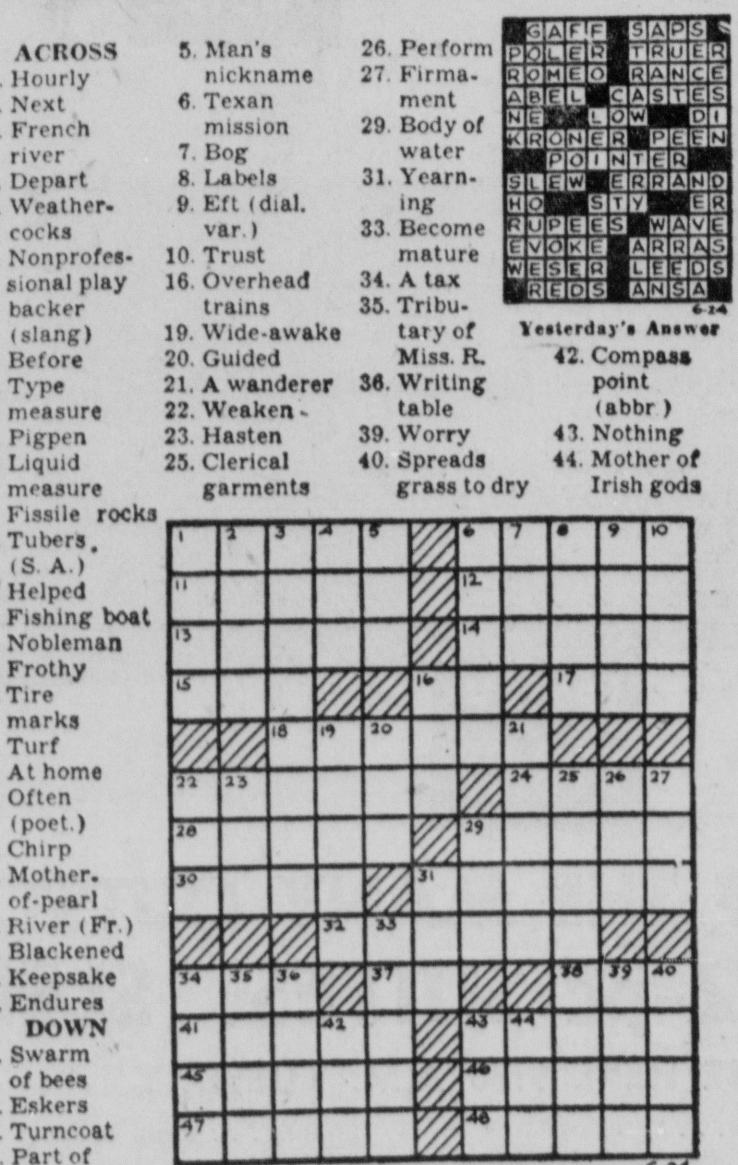 ACROSS
. Hourly
. Next
. French
river
. Depart
. Weather-
cocks
Nonprofes-
sional play
backer
(slang)
Before
Type
measure
Pigpen
Liquid
measure
Fissile rocks
Tubers.
(S. A.)
Helped
Fishing boat
Nobleman
Frothy
Tire
marks
Turf
At home
Often
(poet.)
Chirp
Mother-
of-pearl
River (Fr.)
Blackened
. Keepsake
. Endures
DOWN
. Swarm
of bees
. Eskers
. Turncoat
. Part of
5. Man's
nickname
6. Texan
mission
7. Bog
8. Labels
9. Eft (dial.
var.)
10. Trust
16. Overhead
trains
19. Wide-awake
20. Guided
21. A wanderer
22. Weaken
23. Hasten
25. Clerical
garments
26. Perform
27. Firma-
ment
29. Body of
water
31. Yearn-
ing
33. Become
mature
34. A tax
35. Tribu-
tary of
Miss. R.
36. Writing
table
39. Worry
40. Spreads
grass to dry
GAFF SAPS
POLER TRUER
ROMEO RANCE
ABEL CASTES
NE LOW DI
KRONER PEEN
POINTER
SLEW ERRAND
HO STY ER
RUPEES WAVE
EVOKE ARRAS
WESER LEEDS
REDS ANSA
6-24
Yesterday's Answer
42. Compass
point
(abbr.)
43. Nothing
44. Mother of
Irish gods
1 2 3 4 5 6 7 8 9 10
11 12
13 14
15 16 17
18 19 20 21
22 23 24 25 26 27
28 29
30 31
32 33
34 35 36 37 38 39 40
41 42 43 44
45 46
47 48